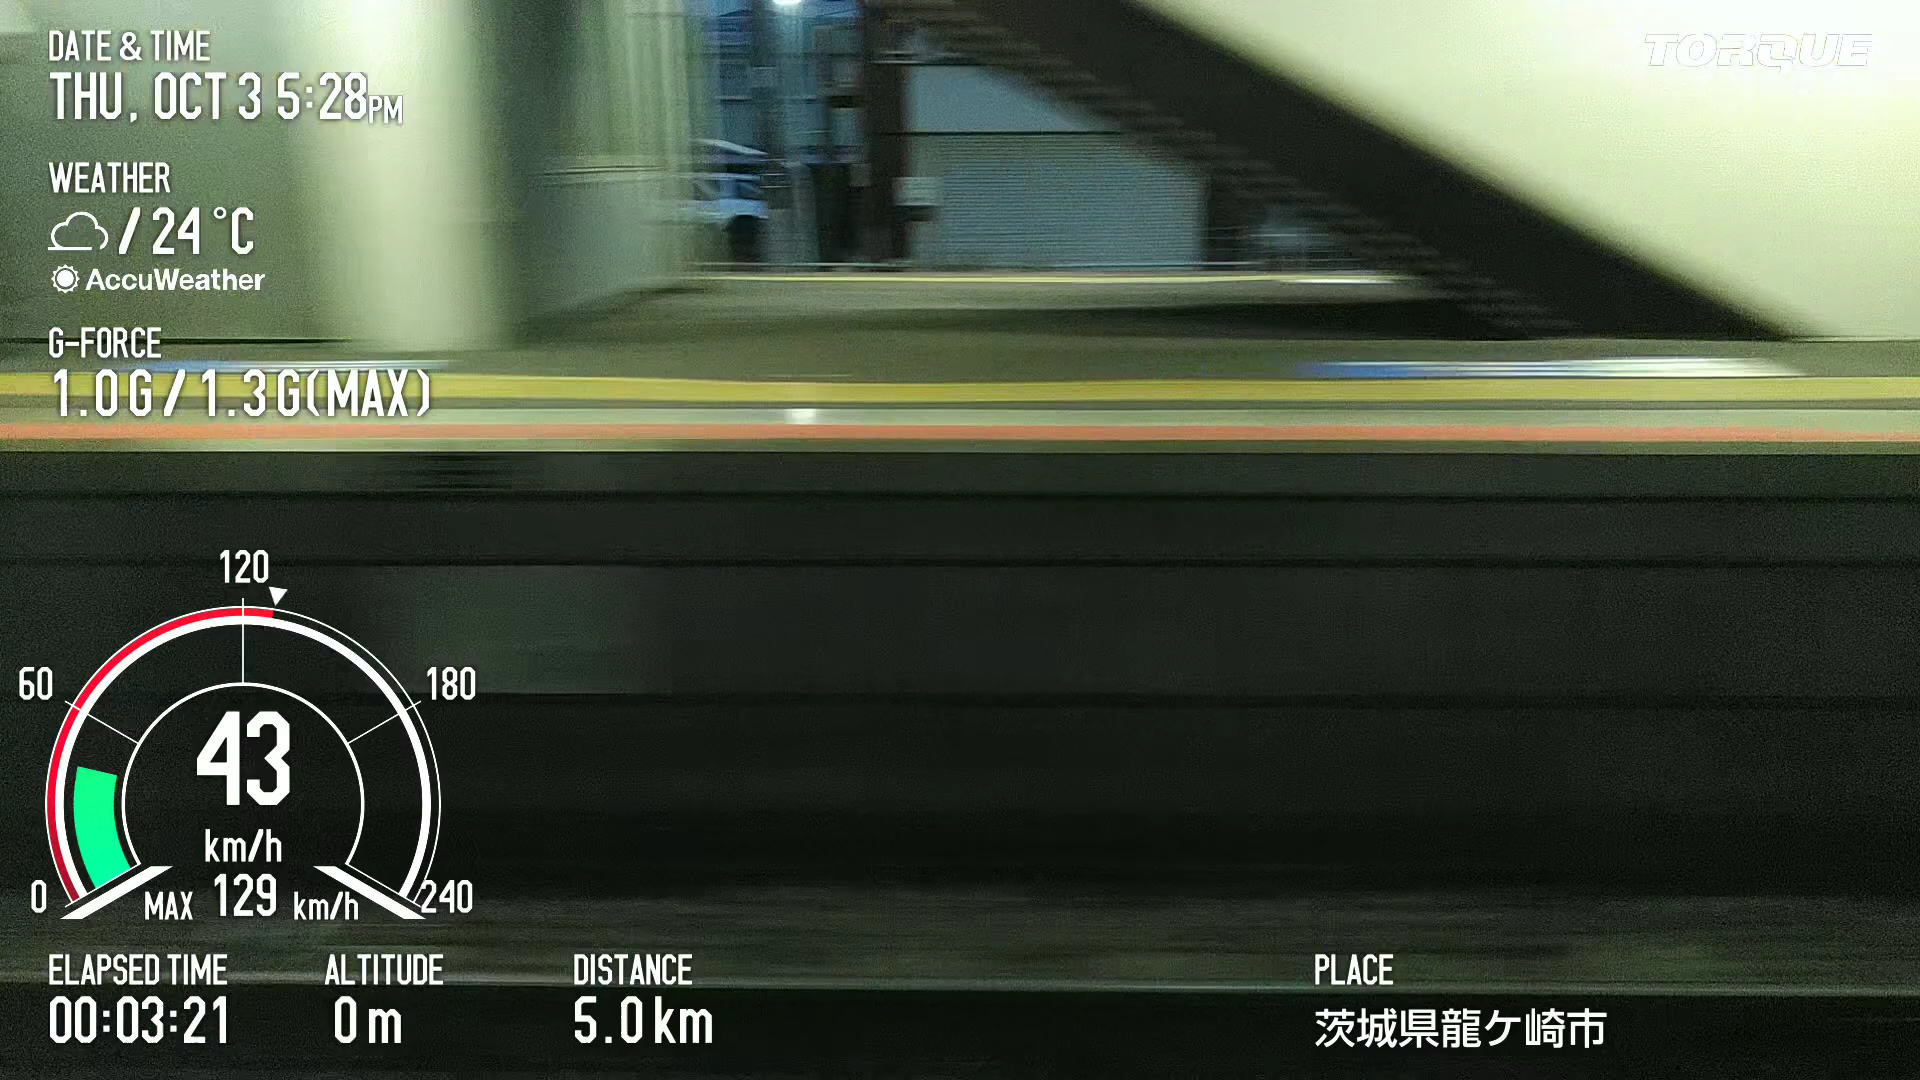 DATE & TIME
THU, OCT 3 5:28PM
TORQUE
WEATHER
/ 24 °C
AccuWeather
G-FORCE
1.0G / 1.3G(MAX)
120
60
180
43
km/h
0
MAX 129 km/h
240
ELAPSED TIME
00:03:21
ALTITUDE
0 m
DISTANCE
5.0 km
PLACE
茨城県龍ケ崎市